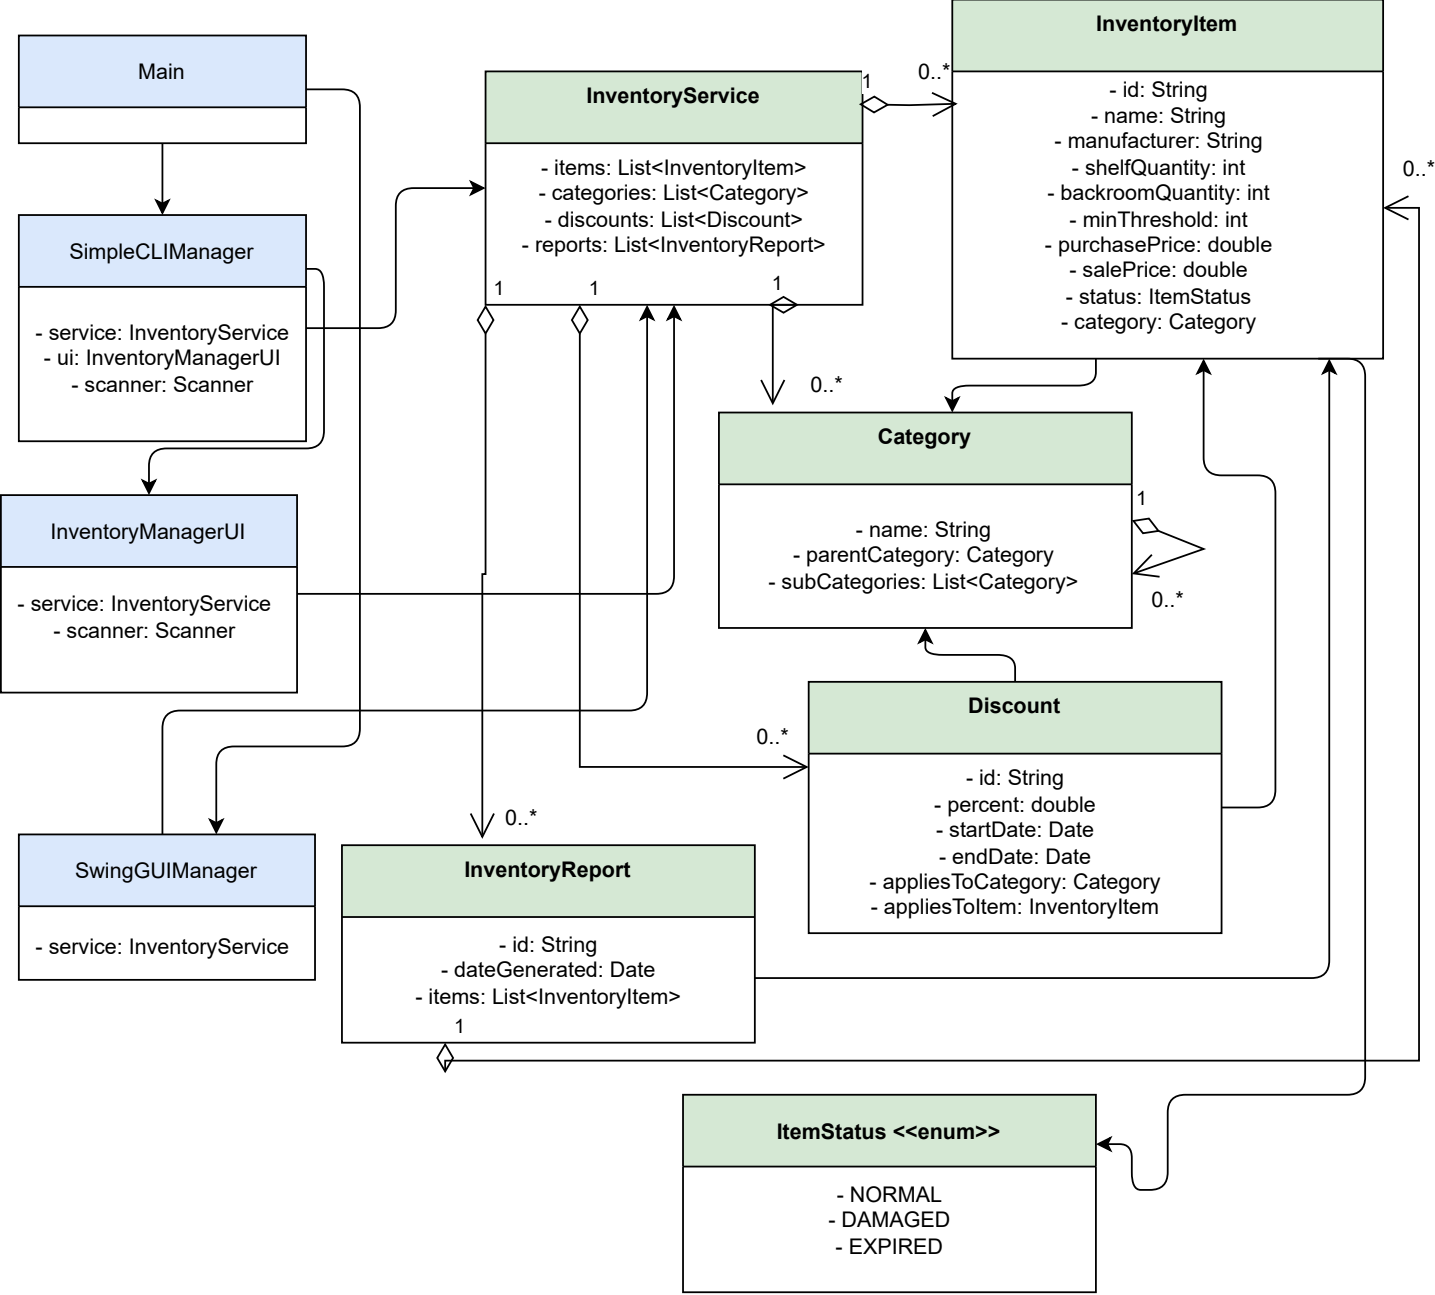 Main
SimpleCLIManager
- service: InventoryService
- ui: InventoryManagerUI
- scanner: Scanner
InventoryManagerUI
- service: InventoryService
- scanner: Scanner
SwingGUIManager
- service: InventoryService
InventoryService
- items: List<InventoryItem>
- categories: List<Category>
- discounts: List<Discount>
- reports: List<InventoryReport>
1
1
1
1
0..*
InventoryItem
- id: String
- name: String
- manufacturer: String
- shelfQuantity: int
- backroomQuantity: int
- minThreshold: int
- purchasePrice: double
- salePrice: double
- status: ItemStatus
- category: Category
0..*
0..*
Category
- name: String
- parentCategory: Category
- subCategories: List<Category>
1
0..*
Discount
- id: String
- percent: double
- startDate: Date
- endDate: Date
- appliesToCategory: Category
- appliesToItem: InventoryItem
0..*
0..*
InventoryReport
- id: String
- dateGenerated: Date
- items: List<InventoryItem>
1
ItemStatus <<enum>>
- NORMAL
- DAMAGED
- EXPIRED